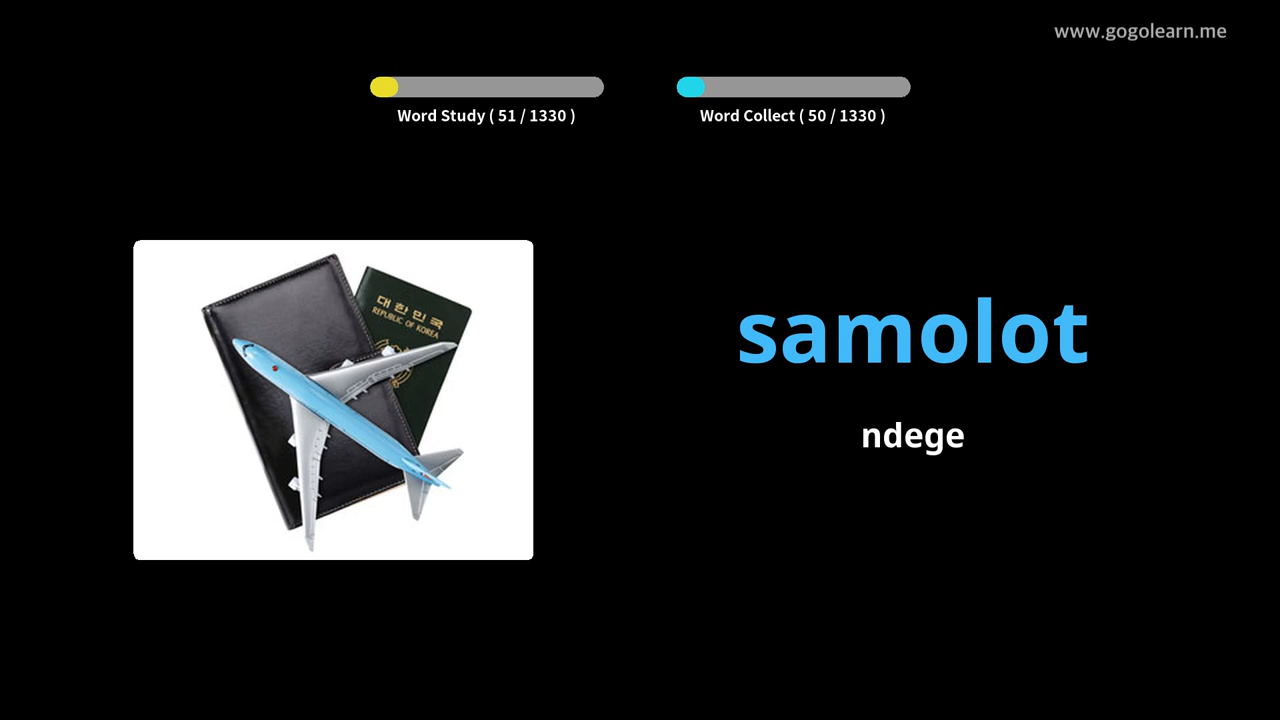 www.gogolearn.me
Word Study ( 51 / 1330 )
Word Collect ( 50 / 1330 )
대한민국
REPUBLIC OF KOREA
samolot
ndege